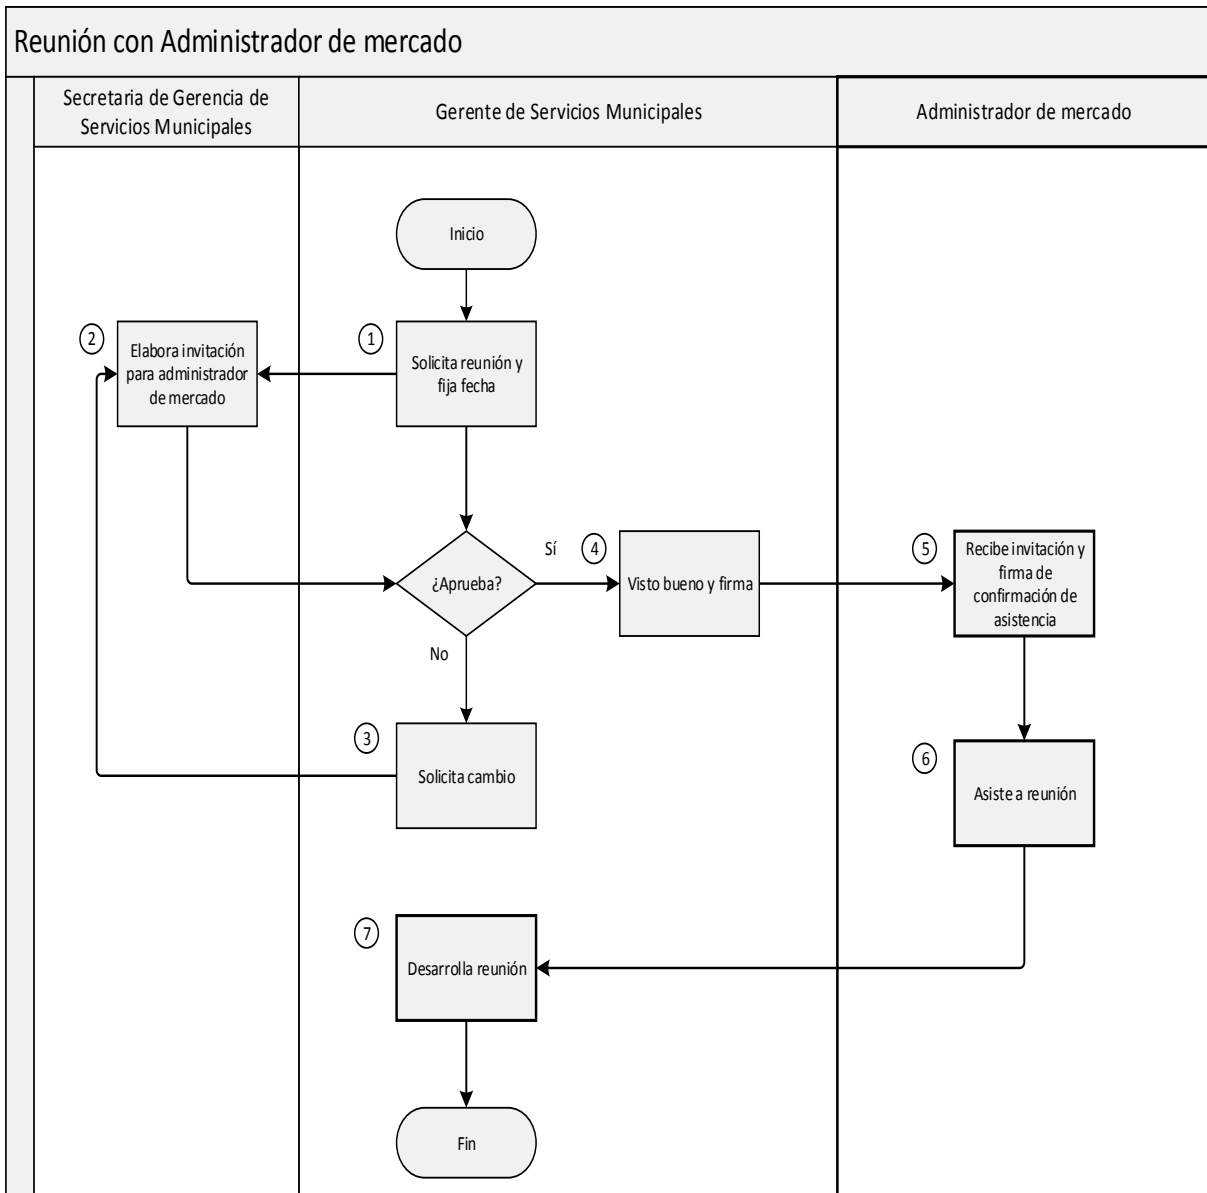 Reunión con Administrador de mercado
Secretaria de Gerencia de
Servicios Municipales
Gerente de Servicios Municipales
Administrador de mercado
Inicio
2
Elabora invitación
para administrador
de mercado
1
Solicita reunión y
fija fecha
¿Aprueba?
Sí
4
Visto bueno y firma
5
Recibe invitación y
firma de
confirmación de
asistencia
No
3
Solicita cambio
6
Asiste a reunión
7
Desarrolla reunión
Fin